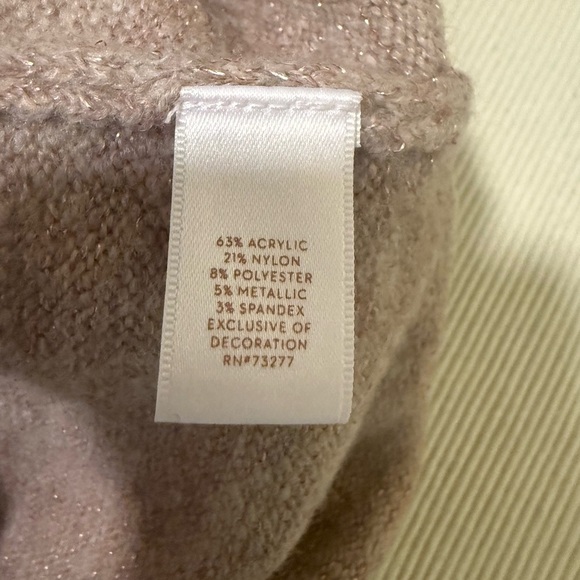 63% ACRYLIC
21% NYLON
8% POLYESTER
5% METALLIC
3% SPANDEX
EXCLUSIVE OF
DECORATION
RN#73277